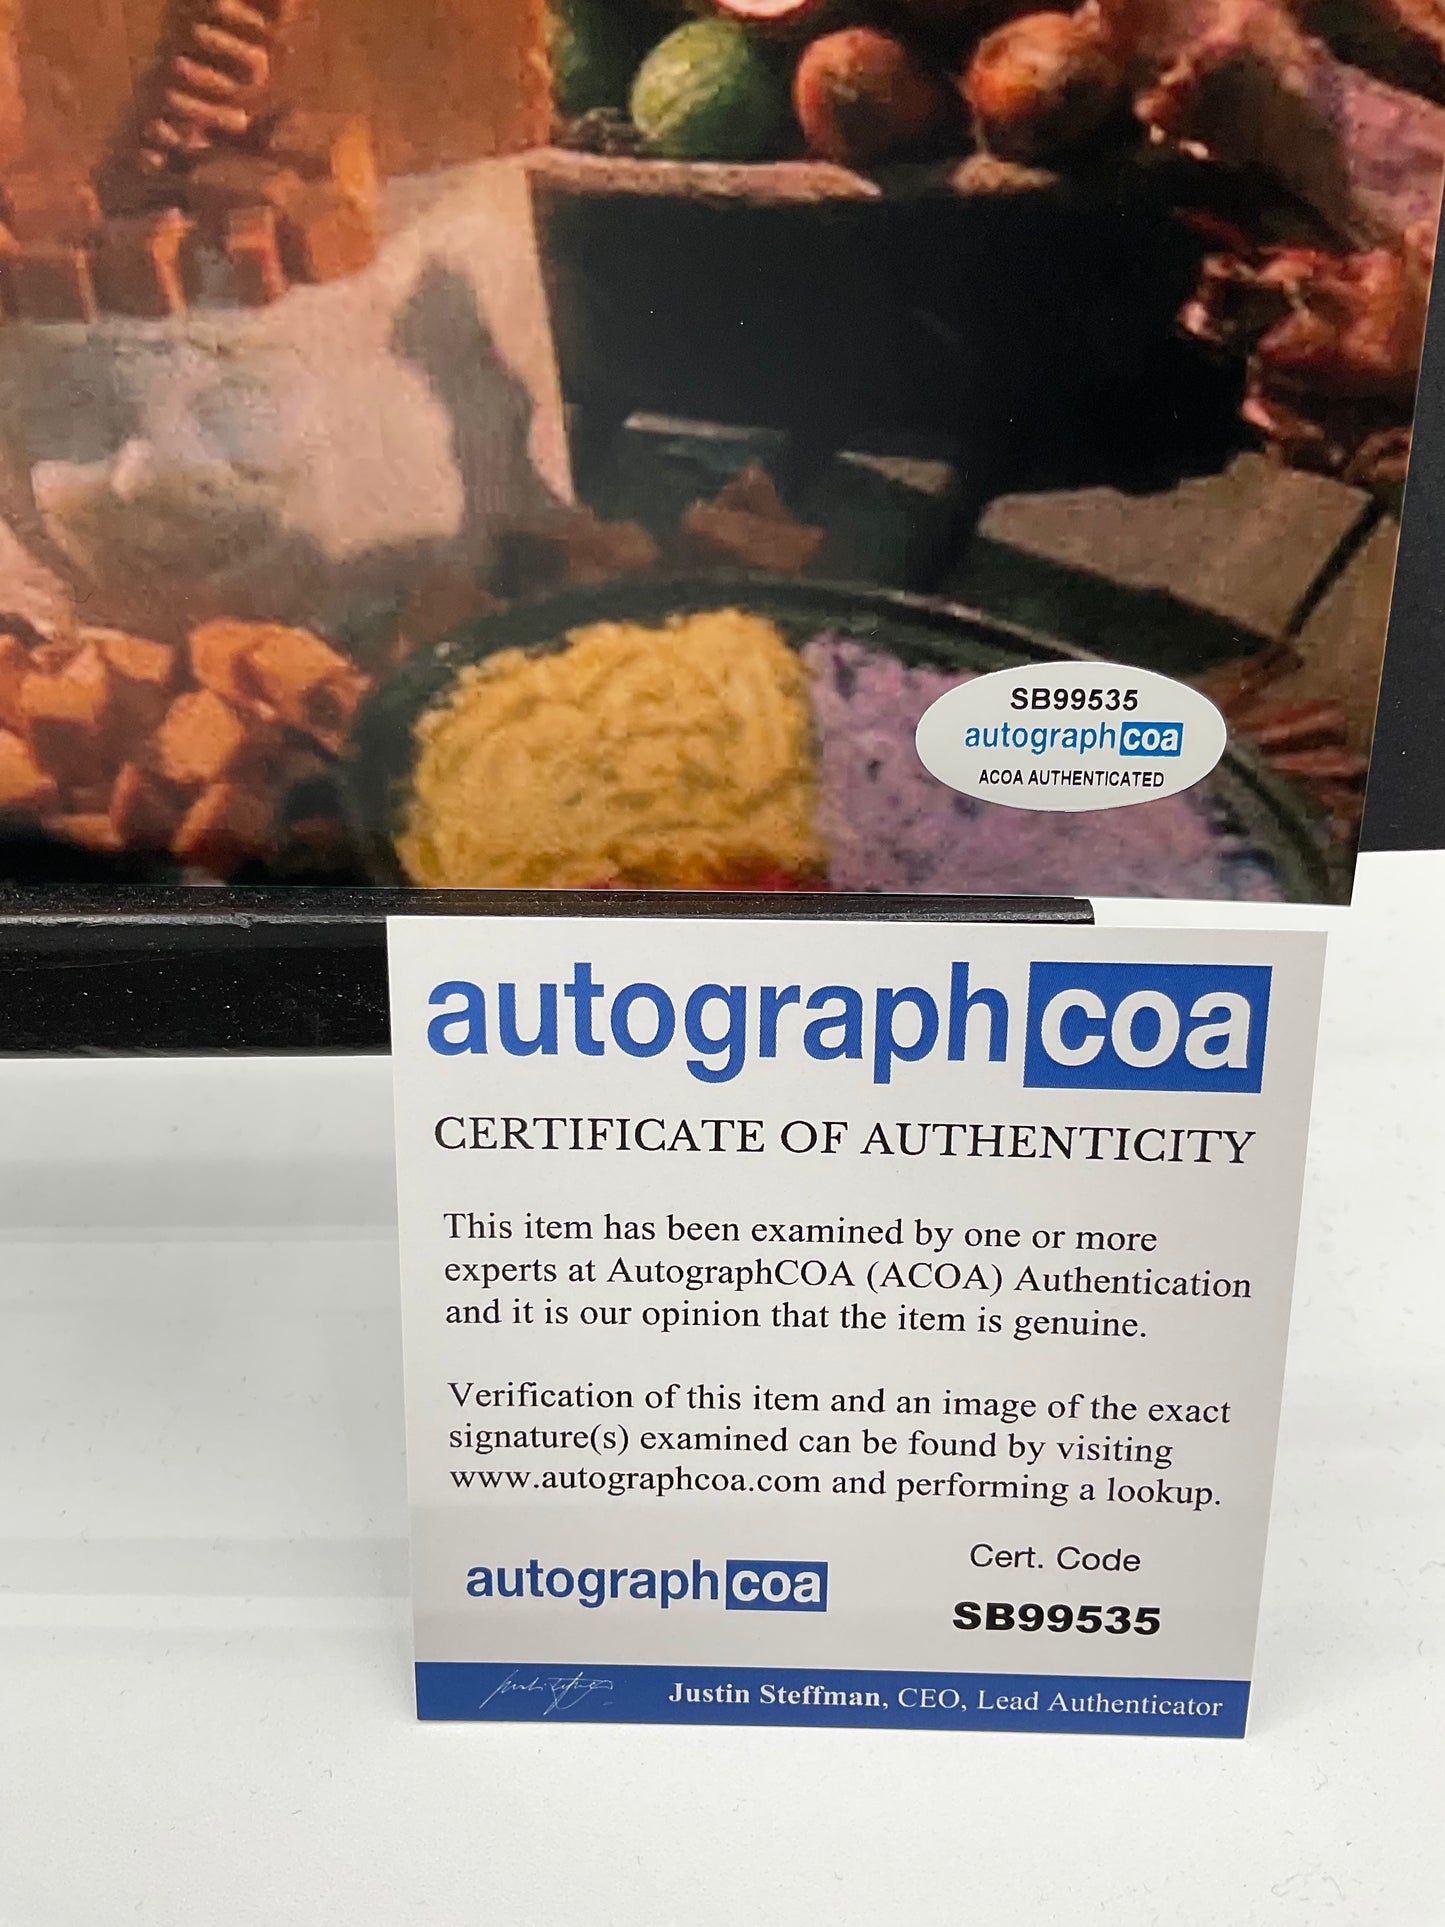 SB99535
autographcoa
ACOA AUTHENTICATED
autographcoa
CERTIFICATE OF AUTHENTICITY
This item has been examined by one or more
experts at AutographCOA (ACOA) Authentication
and it is our opinion that the item is genuine.
Verification of this item and an image of the exact
signature(s) examined can be found by visiting
www.autographcoa.com and performing a lookup.
Cert. Code
autographcoa
SB99535
Justin Steffman, CEO, Lead Authenticator